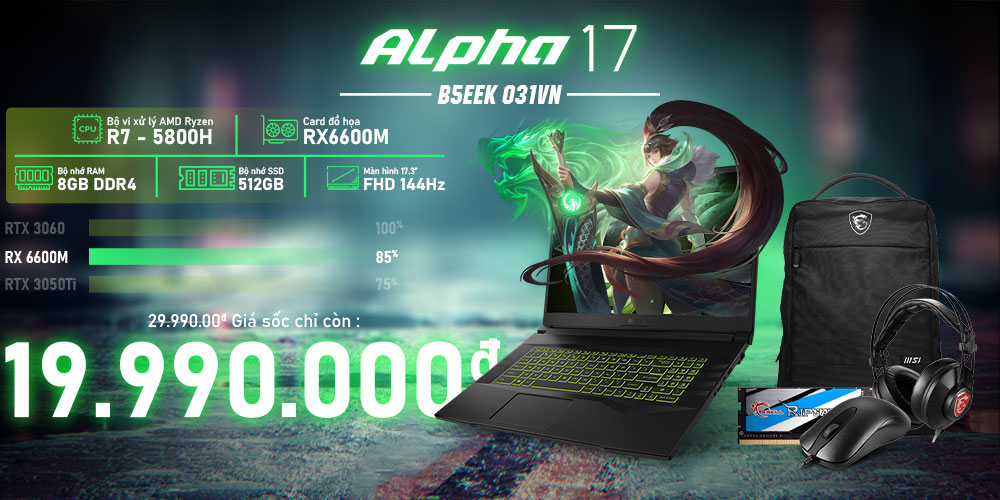 ALpha 17
B5EEK 031VN
CPU
Bộ vi xử lý AMD Ryzen
R7 - 5800H
Card đồ họa
RX6600M
Bộ nhớ RAM
8GB DDR4
Bộ nhớ SSD
512GB
Màn hình 17.3"
FHD 144Hz
RTX 3060 100%
RX 6600M 85%
RTX 3050Ti 75%
29.990.00đ Giá sốc chỉ còn :
19.990.000đ
msi